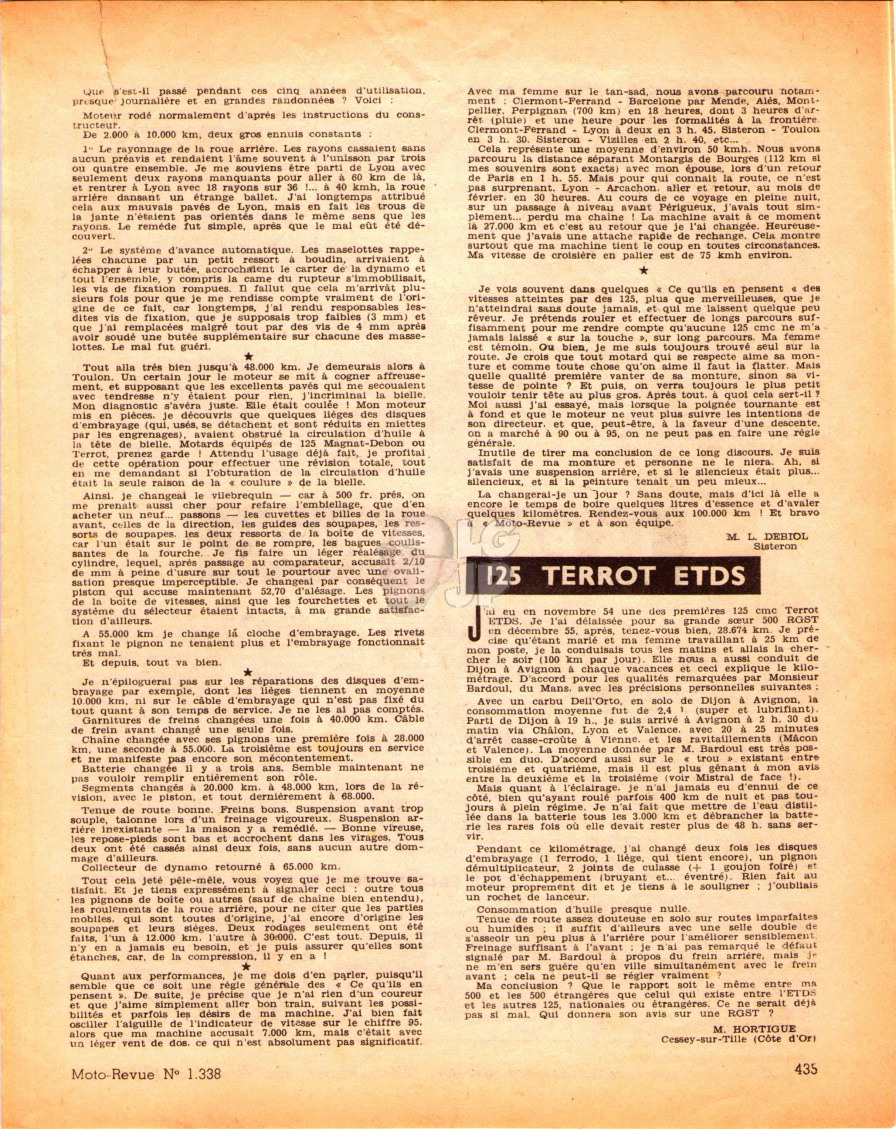 Que s'est-il passé pendant ces cinq années d'utilisation,
presque journalière et en grandes randonnées ? Voici :
Moteur rodé normalement d'après les instructions du cons-
tructeur.
De 2.000 à 10.000 km, deux gros ennuis constants :
1° Le rayonnage de la roue arrière. Les rayons cassaient sans
aucun préavis et rendaient l'âme souvent à l'unisson par trois
ou quatre ensemble. Je me souviens être parti de Lyon avec
seulement deux rayons manquants pour aller à 60 km de là,
et rentrer à Lyon avec 18 rayons sur 36 !... à 40 kmh, la roue
arrière dansant un étrange ballet. J'ai longtemps attribué
cela aux mauvais pavés de Lyon, mais en fait les trous de
la jante n'étaient pas orientés dans le même sens que les
rayons. Le remède fut simple, après que le mal eût été dé-
couvert.
2° Le système d'avance automatique. Les maselottes rappe-
lées chacune par un petit ressort à boudin, arrivaient à
échapper à leur butée, accrochaient le carter de la dynamo et
tout l'ensemble, y compris la came du rupteur s'immobilisait,
les vis de fixation rompues. Il fallut que cela m'arrivât plu-
sieurs fois pour que je me rendisse compte vraiment de l'ori-
gine de ce fait, car longtemps, j'ai rendu responsables les-
dites vis de fixation, que je supposais trop faibles (3 mm) et
que j'ai remplacées malgré tout par des vis de 4 mm après
avoir soudé une butée supplémentaire sur chacune des masse-
lottes. Le mal fut guéri.
★
Tout alla très bien jusqu'à 48.000 km. Je demeurais alors à
Toulon. Un certain jour le moteur se mit à cogner affreuse-
ment, et supposant que les excellents pavés qui me secouaient
avec tendresse n'y étaient pour rien, j'incriminai la bielle.
Mon diagnostic s'avéra juste. Elle était coulée ! Mon moteur
mis en pièces, je découvris que quelques lièges des disques
d'embrayage (qui, usés, se détachent et sont réduits en miettes
par les engrenages), avaient obstrué la circulation d'huile à
la tête de bielle. Motards équipés de 125 Magnat-Debon ou
Terrot, prenez garde ! Attendu l'usage déjà fait, je profitai
de cette opération pour effectuer une révision totale, tout
en me demandant si l'obturation de la circulation d'huile
était la seule raison de la « coulure » de la bielle.
Ainsi, je changeai le vilebrequin — car à 500 fr. près, on
me prenait aussi cher pour refaire l'embiellage, que d'en
acheter un neuf... passons — les cuvettes et billes de la roue
avant, celles de la direction, les guides des soupapes, les res-
sorts de soupapes, les deux ressorts de la boîte de vitesses,
car l'un était sur le point de se rompre, les bagues coulis-
santes de la fourche. Je fis faire un léger réalésage du
cylindre, lequel, après passage au comparateur, accusait 2/10
de mm à peine d'usure sur tout le pourtour avec une ovali-
sation presque imperceptible. Je changeai par conséquent le
piston qui accuse maintenant 52,70 d'alésage. Les pignons
de la boîte de vitesses, ainsi que les fourchettes et tout le
système du sélecteur étaient intacts, à ma grande satisfac-
tion d'ailleurs.
A 55.000 km je change la cloche d'embrayage. Les rivets
fixant le pignon ne tenaient plus et l'embrayage fonctionnait
très mal.
Et depuis, tout va bien.
★
Je n'épiloguerai pas sur les réparations des disques d'em-
brayage par exemple, dont les lièges tiennent en moyenne
10.000 km, ni sur le câble d'embrayage qui n'est pas fixé du
tout quant à son temps de service. Je ne les ai pas comptés.
Garnitures de freins changées une fois à 40.000 km. Câble
de frein avant changé une seule fois.
Chaîne changée avec ses pignons une première fois à 28.000
km, une seconde à 55.000. La troisième est toujours en service
et ne manifeste pas encore son mécontentement.
Batterie changée il y a trois ans. Semble maintenant ne
pas vouloir remplir entièrement son rôle.
Segments changés à 20.000 km. à 48.000 km, lors de la ré-
vision, avec le piston, et tout dernièrement à 68.000.
Tenue de route bonne. Freins bons. Suspension avant trop
souple, talonne lors d'un freinage vigoureux. Suspension ar-
rière inexistante — la maison y a remédié. — Bonne vireuse,
les repose-pieds sont bas et accrochent dans les virages. Tous
deux ont été cassés ainsi deux fois, sans aucun autre dom-
mage d'ailleurs.
Collecteur de dynamo retourné à 65.000 km.
Tout cela jeté pêle-mêle, vous voyez que je me trouve sa-
tisfait. Et je tiens expressément à signaler ceci : outre tous
les pignons de boîte ou autres (sauf de chaîne bien entendu),
les roulements de la roue arrière, pour ne citer que les parties
mobiles, qui sont toutes d'origine, j'ai encore d'origine les
soupapes et leurs sièges. Deux rodages seulement ont été
faits, l'un à 12.000 km. l'autre à 30.000. C'est tout. Depuis, il
n'y en a jamais eu besoin, et je puis assurer qu'elles sont
étanches, car, de la compression, il y en a !
★
Quant aux performances, je me dois d'en parler, puisqu'il
semble que ce soit une règle générale des « Ce qu'ils en
pensent ». De suite, je précise que je n'ai rien d'un coureur
et que j'aime simplement aller bon train, suivant les possi-
bilités et parfois les désirs de ma machine. J'ai bien fait
osciller l'aiguille de l'indicateur de vitesse sur le chiffre 95,
alors que ma machine accusait 7.000 km, mais c'était avec
un léger vent de dos, ce qui n'est absolument pas significatif.
Avec ma femme sur le tan-sad, nous avons parcouru notam-
ment : Clermont-Ferrand - Barcelone par Mende, Alès, Mont-
pellier, Perpignan (700 km) en 18 heures, dont 3 heures d'ar-
rêt (pluie) et une heure pour les formalités à la frontière.
Clermont-Ferrand - Lyon à deux en 3 h. 45. Sisteron - Toulon
en 3 h. 30. Sisteron - Vizilles en 2 h. 40, etc...
Cela représente une moyenne d'environ 50 kmh. Nous avons
parcouru la distance séparant Montargis de Bourges (112 km si
mes souvenirs sont exacts) avec mon épouse, lors d'un retour
de Paris en 1 h. 55. Mais pour qui connait la route, ce n'est
pas surprenant. Lyon - Arcachon, aller et retour, au mois de
février, en 30 heures. Au cours de ce voyage en pleine nuit,
sur un passage à niveau avant Périgueux, j'avais tout sim-
plement... perdu ma chaîne ! La machine avait à ce moment
là 27.000 km et c'est au retour que je l'ai changée. Heureuse-
ment que j'avais une attache rapide de rechange. Cela montre
surtout que ma machine tient le coup en toutes circonstances.
Ma vitesse de croisière en palier est de 75 kmh environ.
★
Je vois souvent dans quelques « Ce qu'ils en pensent « des
vitesses atteintes par des 125, plus que merveilleuses, que je
n'atteindrai sans doute jamais, et qui me laissent quelque peu
rêveur. Je prétends rouler et effectuer de longs parcours suf-
fisamment pour me rendre compte qu'aucune 125 cmc ne m'a
jamais laissé « sur la touche », sur long parcours. Ma femme
est témoin. Ou bien, je me suis toujours trouvé seul sur la
route. Je crois que tout motard qui se respecte aime sa mon-
ture et comme toute chose qu'on aime il faut la flatter. Mais
quelle qualité première vanter de sa monture, sinon sa vi-
tesse de pointe ? Et puis, on verra toujours le plus petit
vouloir tenir tête au plus gros. Après tout, à quoi cela sert-il ?
Moi aussi j'ai essayé, mais lorsque la poignée tournante est
à fond et que le moteur ne veut plus suivre les intentions de
son directeur, et que, peut-être, à la faveur d'une descente,
on a marché à 90 ou à 95, on ne peut pas en faire une règle
générale.
Inutile de tirer ma conclusion de ce long discours. Je suis
satisfait de ma monture et personne ne le niera. Ah, si
j'avais une suspension arrière, et si le silencieux était plus...
silencieux, et si la peinture tenait un peu mieux...
La changerai-je un jour ? Sans doute, mais d'ici là elle a
encore le temps de boire quelques litres d'essence et d'avaler
quelques kilomètres. Rendez-vous aux 100.000 km ! Et bravo
à « Moto-Revue » et à son équipe.
M. L. DEBIOL
Sisteron
125 TERROT ETDS
J'ai eu en novembre 54 une des premières 125 cmc Terrot
ETDS. Je l'ai délaissée pour sa grande sœur 500 RGST
en décembre 55, après, tenez-vous bien, 28.674 km. Je pré-
cise qu'étant marié et ma femme travaillant à 25 km de
mon poste, je la conduisais tous les matins et allais la cher-
cher le soir (100 km par jour). Elle nous a aussi conduit de
Dijon à Avignon à chaque vacances et ceci explique le kilo-
métrage. D'accord pour les qualités remarquées par Monsieur
Bardoul, du Mans, avec les précisions personnelles suivantes :
Avec un carbu Dell'Orto, en solo de Dijon à Avignon, la
consommation moyenne fut de 2,4 l (super et lubrifiant).
Parti de Dijon à 19 h., je suis arrivé à Avignon à 2 h. 30 du
matin via Châlon, Lyon et Valence, avec 20 à 25 minutes
d'arrêt casse-croûte à Vienne, et les ravitaillements (Mâcon
et Valence). La moyenne donnée par M. Bardoul est très pos-
sible en duo. D'accord aussi sur le « trou » existant entre
troisième et quatrième, mais il est plus gênant à mon avis
entre la deuxième et la troisième (voir Mistral de face !).
Mais quant à l'éclairage, je n'ai jamais eu d'ennui de ce
côté, bien qu'ayant roulé parfois 400 km de nuit et pas tou-
jours à plein régime. Je n'ai fait que mettre de l'eau distil-
lée dans la batterie tous les 3.000 km et débrancher la batte-
rie les rares fois où elle devait rester plus de 48 h. sans ser-
vir.
Pendant ce kilométrage, j'ai changé deux fois les disques
d'embrayage (1 ferrodo, 1 liège, qui tient encore), un pignon
démultiplicateur, 2 joints de culasse (+ 1 goujon foiré) et
le pot d'échappement (bruyant et... éventré). Rien fait au
moteur proprement dit et je tiens à le souligner ; j'oubliais
un rochet de lanceur.
Consommation d'huile presque nulle.
Tenue de route assez douteuse en solo sur routes imparfaites
ou humides ; il suffit d'ailleurs avec une selle double de
s'asseoir un peu plus à l'arrière pour l'améliorer sensiblement.
Freinage suffisant à l'avant ; je n'ai pas remarqué le défaut
signalé par M. Bardoul à propos du frein arrière, mais je
ne m'en sers guère qu'en ville simultanément avec le frein
avant ; cela ne peut-il se régler vraiment ?
Ma conclusion ? Que le rapport soit le même entre ma
500 et les 500 étrangères que celui qui existe entre l'ETDS
et les autres 125, nationales ou étrangères. Ce ne serait déjà
pas si mal. Qui donnera son avis sur une RGST ?
M. HORTIGUE
Cessey-sur-Tille (Côte d'Or)
Moto-Revue N° 1.338
435